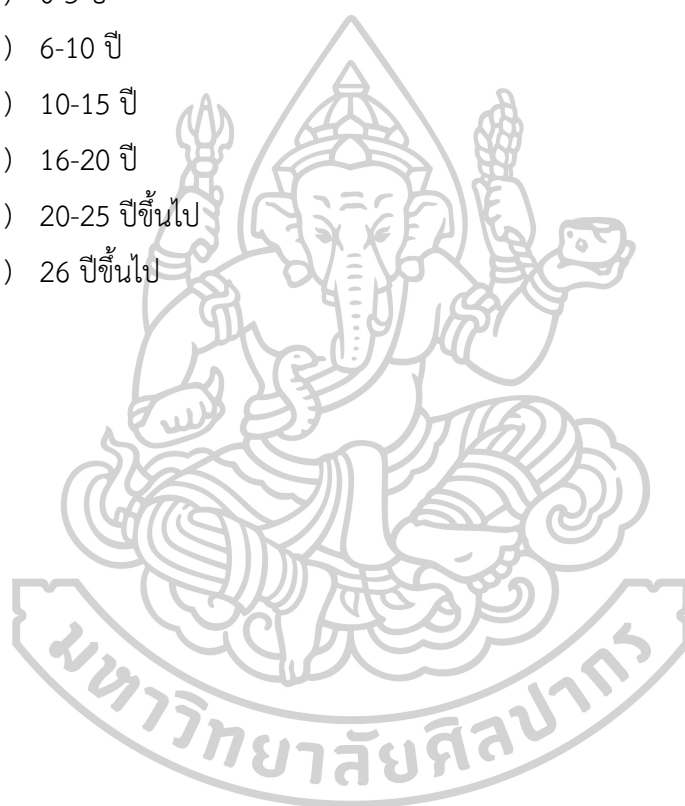 ) 6-10 ปี
) 10-15 ปี
) 16-20 ปี
) 20-25 ปีขึ้นไป
) 26 ปีขึ้นไป
มหาวิทยาลัยศิลปากร